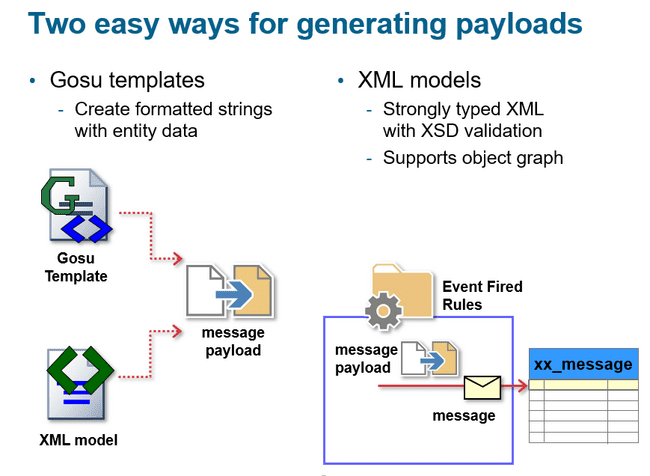 Two easy ways for generating payloads
• Gosu templates
- Create formatted strings
with entity data
• XML models
- Strongly typed XML
with XSD validation
- Supports object graph
G
Gosu
Template
message
payload
XML model
Event Fired
Rules
message
payload
message
xx_message